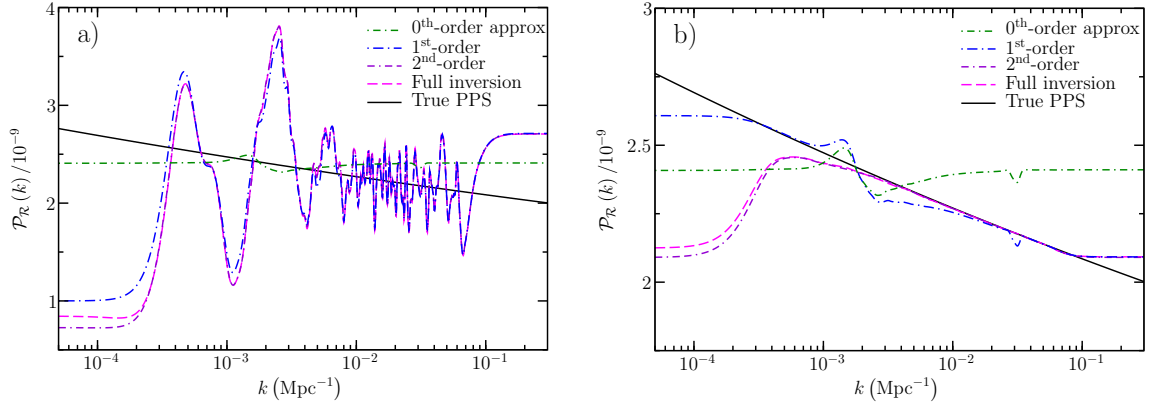 a)
0th-order approx
1st-order
2nd-order
Full inversion
True PPS
4
3
2
1
P_R (k) /10^-9
10^-4 10^-3 10^-2 10^-1
k (Mpc^-1)
b)
0th-order approx
1st-order
2nd-order
Full inversion
True PPS
3
2.5
2
P_R (k) /10^-9
10^-4 10^-3 10^-2 10^-1
k (Mpc^-1)